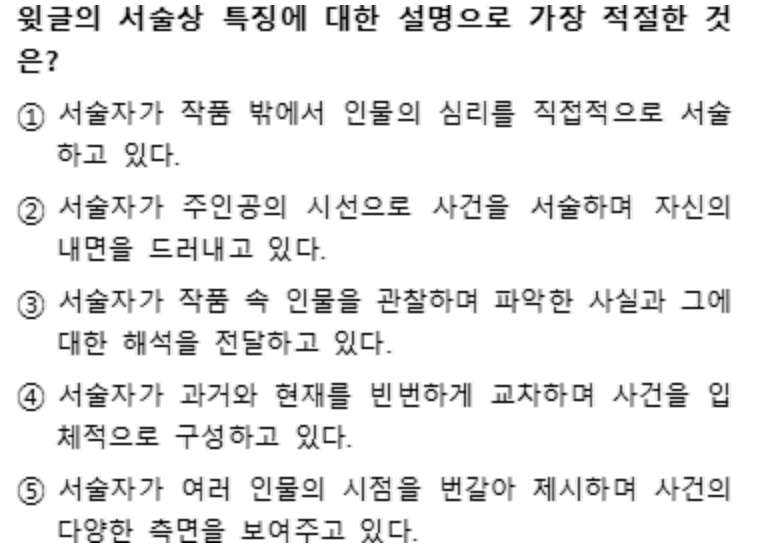 윗글의 서술상 특징에 대한 설명으로 가장 적절한 것
은?
① 서술자가 작품 밖에서 인물의 심리를 직접적으로 서술
하고 있다.
② 서술자가 주인공의 시선으로 사건을 서술하며 자신의
내면을 드러내고 있다.
③ 서술자가 작품 속 인물을 관찰하며 파악한 사실과 그에
대한 해석을 전달하고 있다.
④ 서술자가 과거와 현재를 빈번하게 교차하며 사건을 입
체적으로 구성하고 있다.
⑤ 서술자가 여러 인물의 시점을 번갈아 제시하며 사건의
다양한 측면을 보여주고 있다.